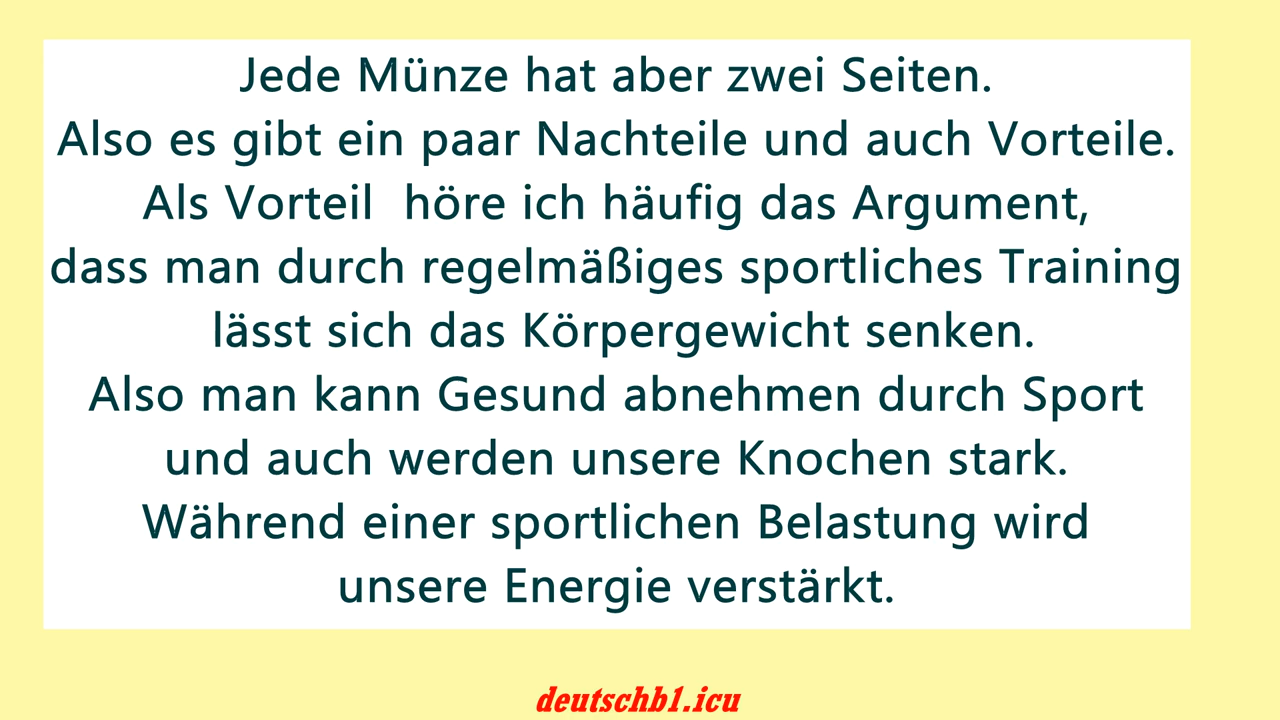 Jede Münze hat aber zwei Seiten.
Also es gibt ein paar Nachteile und auch Vorteile.
Als Vorteil  höre ich häufig das Argument,
dass man durch regelmäßiges sportliches Training
lässt sich das Körpergewicht senken.
Also man kann Gesund abnehmen durch Sport
und auch werden unsere Knochen stark.
Während einer sportlichen Belastung wird
unsere Energie verstärkt.
deutschb1.icu